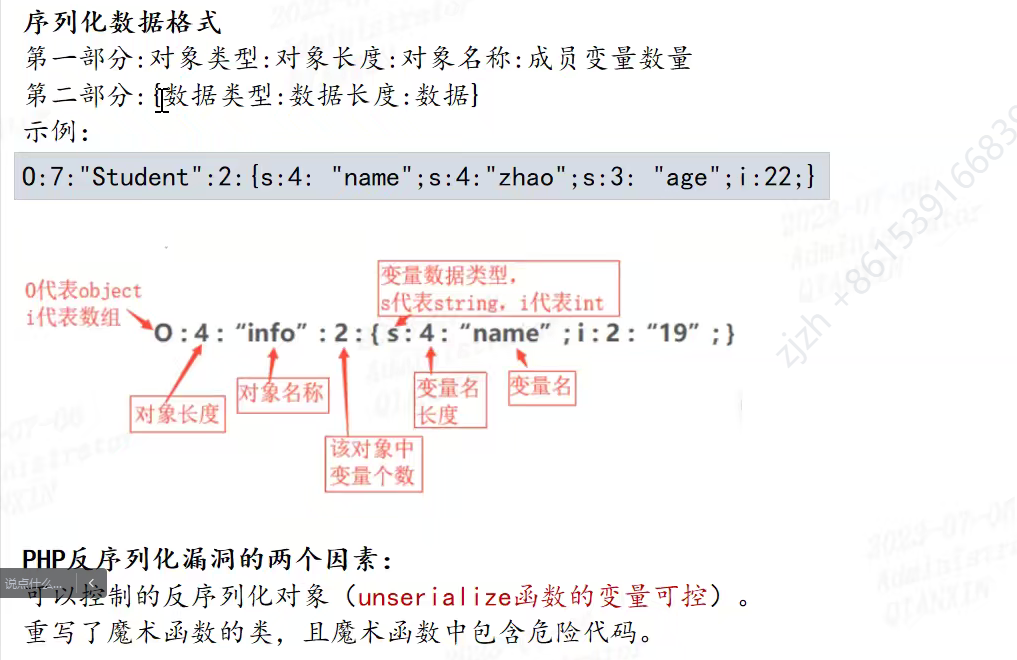 序列化数据格式
第一部分:对象类型:对象长度:对象名称:成员变量数量
第二部分:{数据类型:数据长度:数据}
示例:
O:7:"Student":2:{s:4: "name";s:4:"zhao";s:3: "age";i:22;}
O代表object
i代表数组
变量数据类型，
s代表string，i代表int
O:4:“info”:2:{s:4:“name”;i:2:“19”;}
对象长度
对象名称
变量名
长度
变量名
该对象中
变量个数
PHP反序列化漏洞的两个因素:
说点什么...
可以控制的反序列化对象（unserialize函数的变量可控）。
重写了魔术函数的类，且魔术函数中包含危险代码。
zjzh +861539166839
2023-07-06
Administrator
QIANXIN